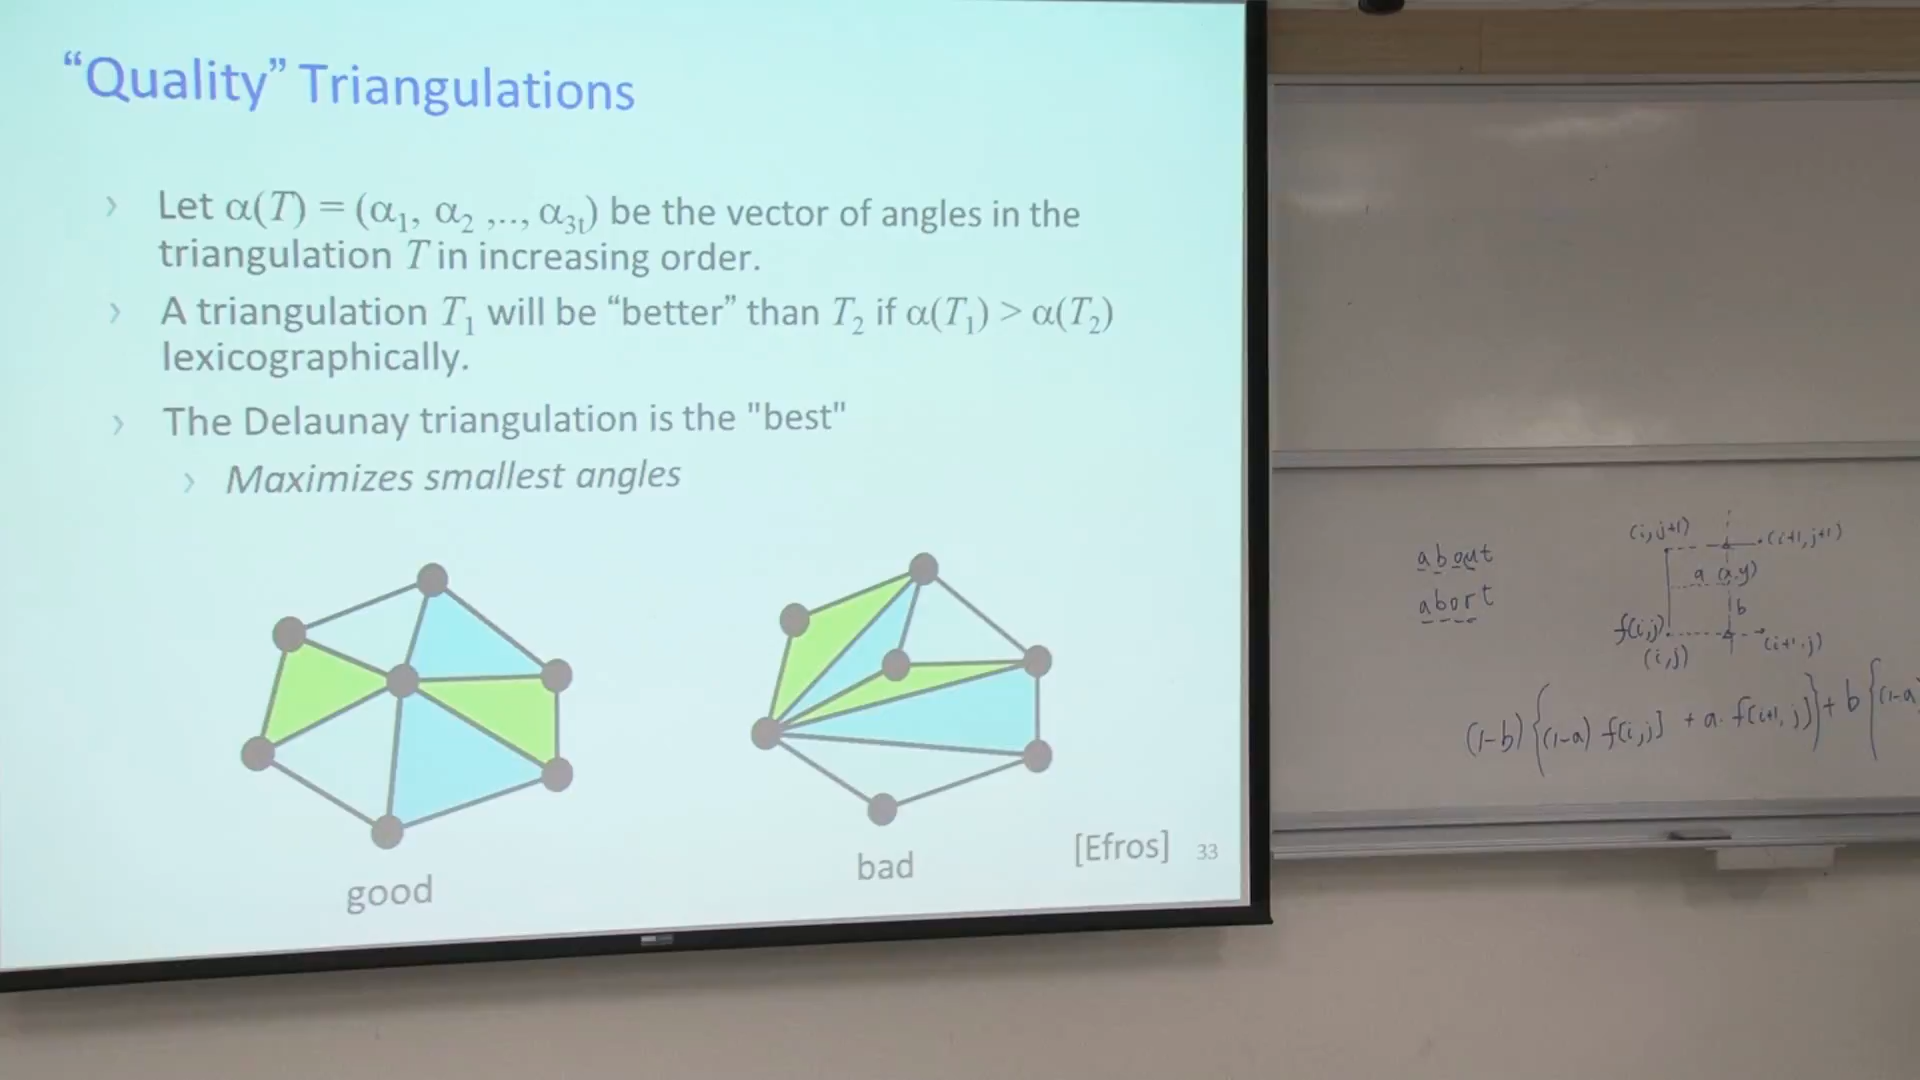 “Quality” Triangulations
› Let α(T) = (α₁, α₂ ,.., α₃ₜ) be the vector of angles in the
triangulation T in increasing order.
› A triangulation T₁ will be “better” than T₂ if α(T₁) > α(T₂)
lexicographically.
› The Delaunay triangulation is the "best"
› Maximizes smallest angles
good
bad
[Efros]
33
about
abort
(i,j+1)
(i+1,j+1)
a (x,y)
b
f(i,j)
(i,j)
(i+1,j)
(1-b){(1-a) f[i,j] + a. f[i+1, j]} + b{(1-a